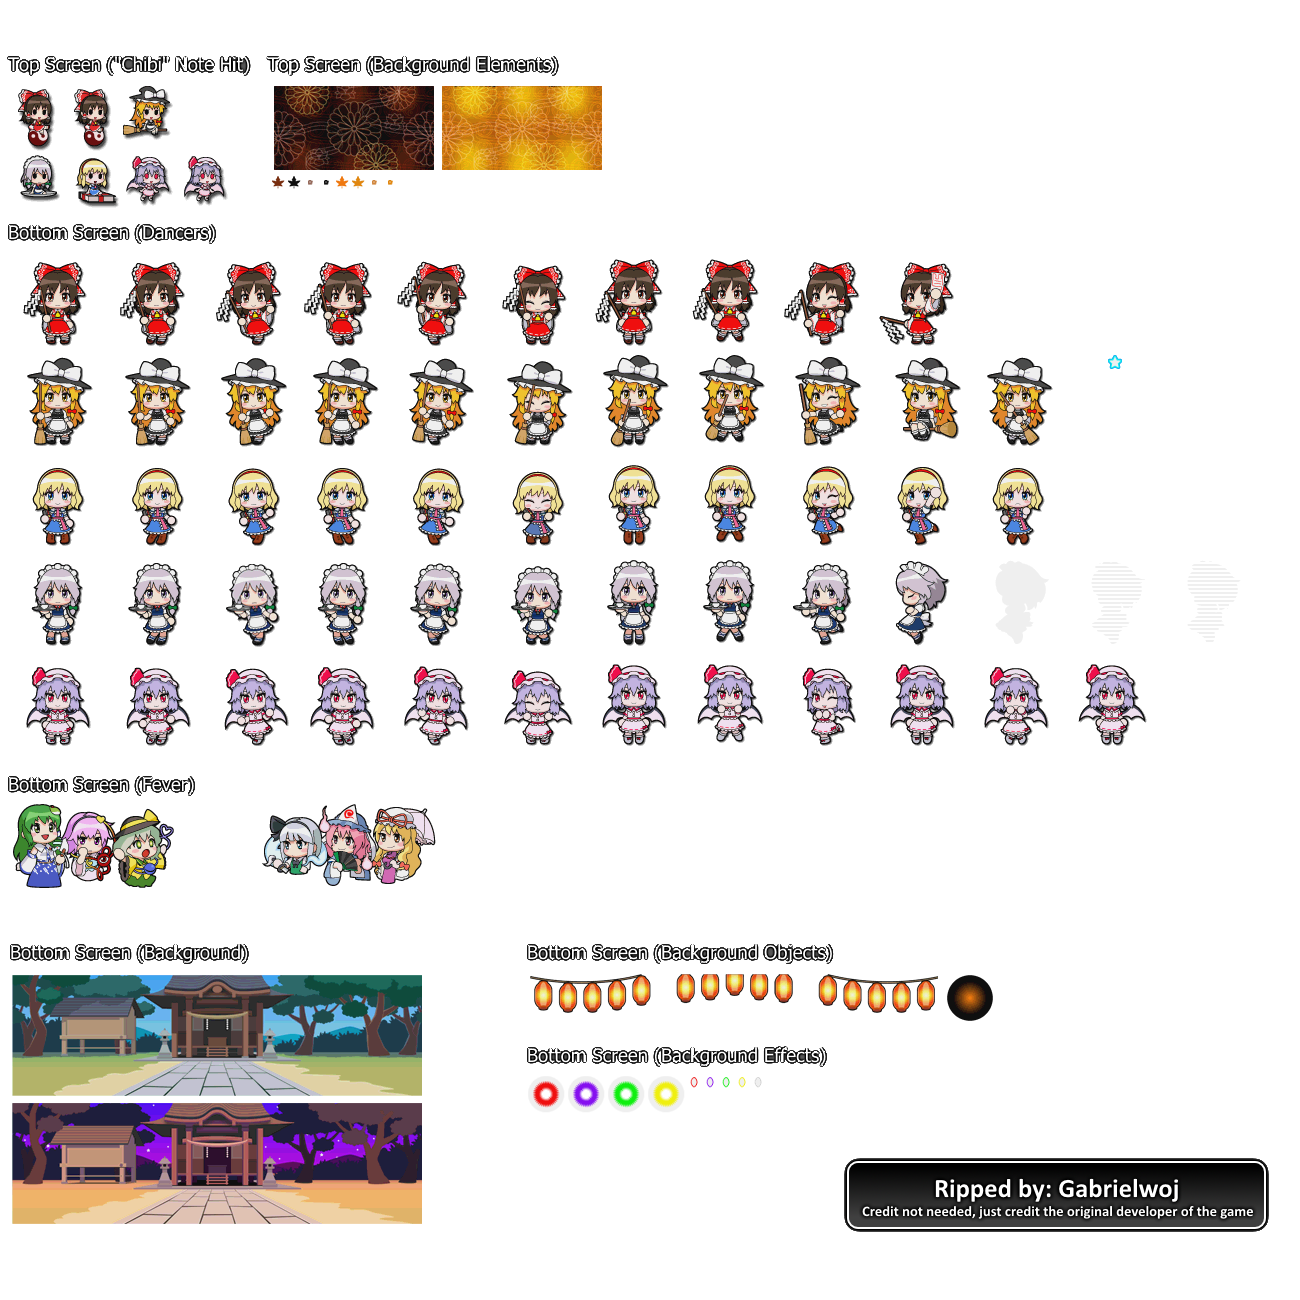 Top Screen ("Chibi" Note Hit)
Top Screen (Background Elements)
Bottom Screen (Dancers)
Bottom Screen (Fever)
Bottom Screen (Background)
Bottom Screen (Background Objects)
Bottom Screen (Background Effects)
Ripped by: Gabrielwoj
Credit not needed, just credit the original developer of the game